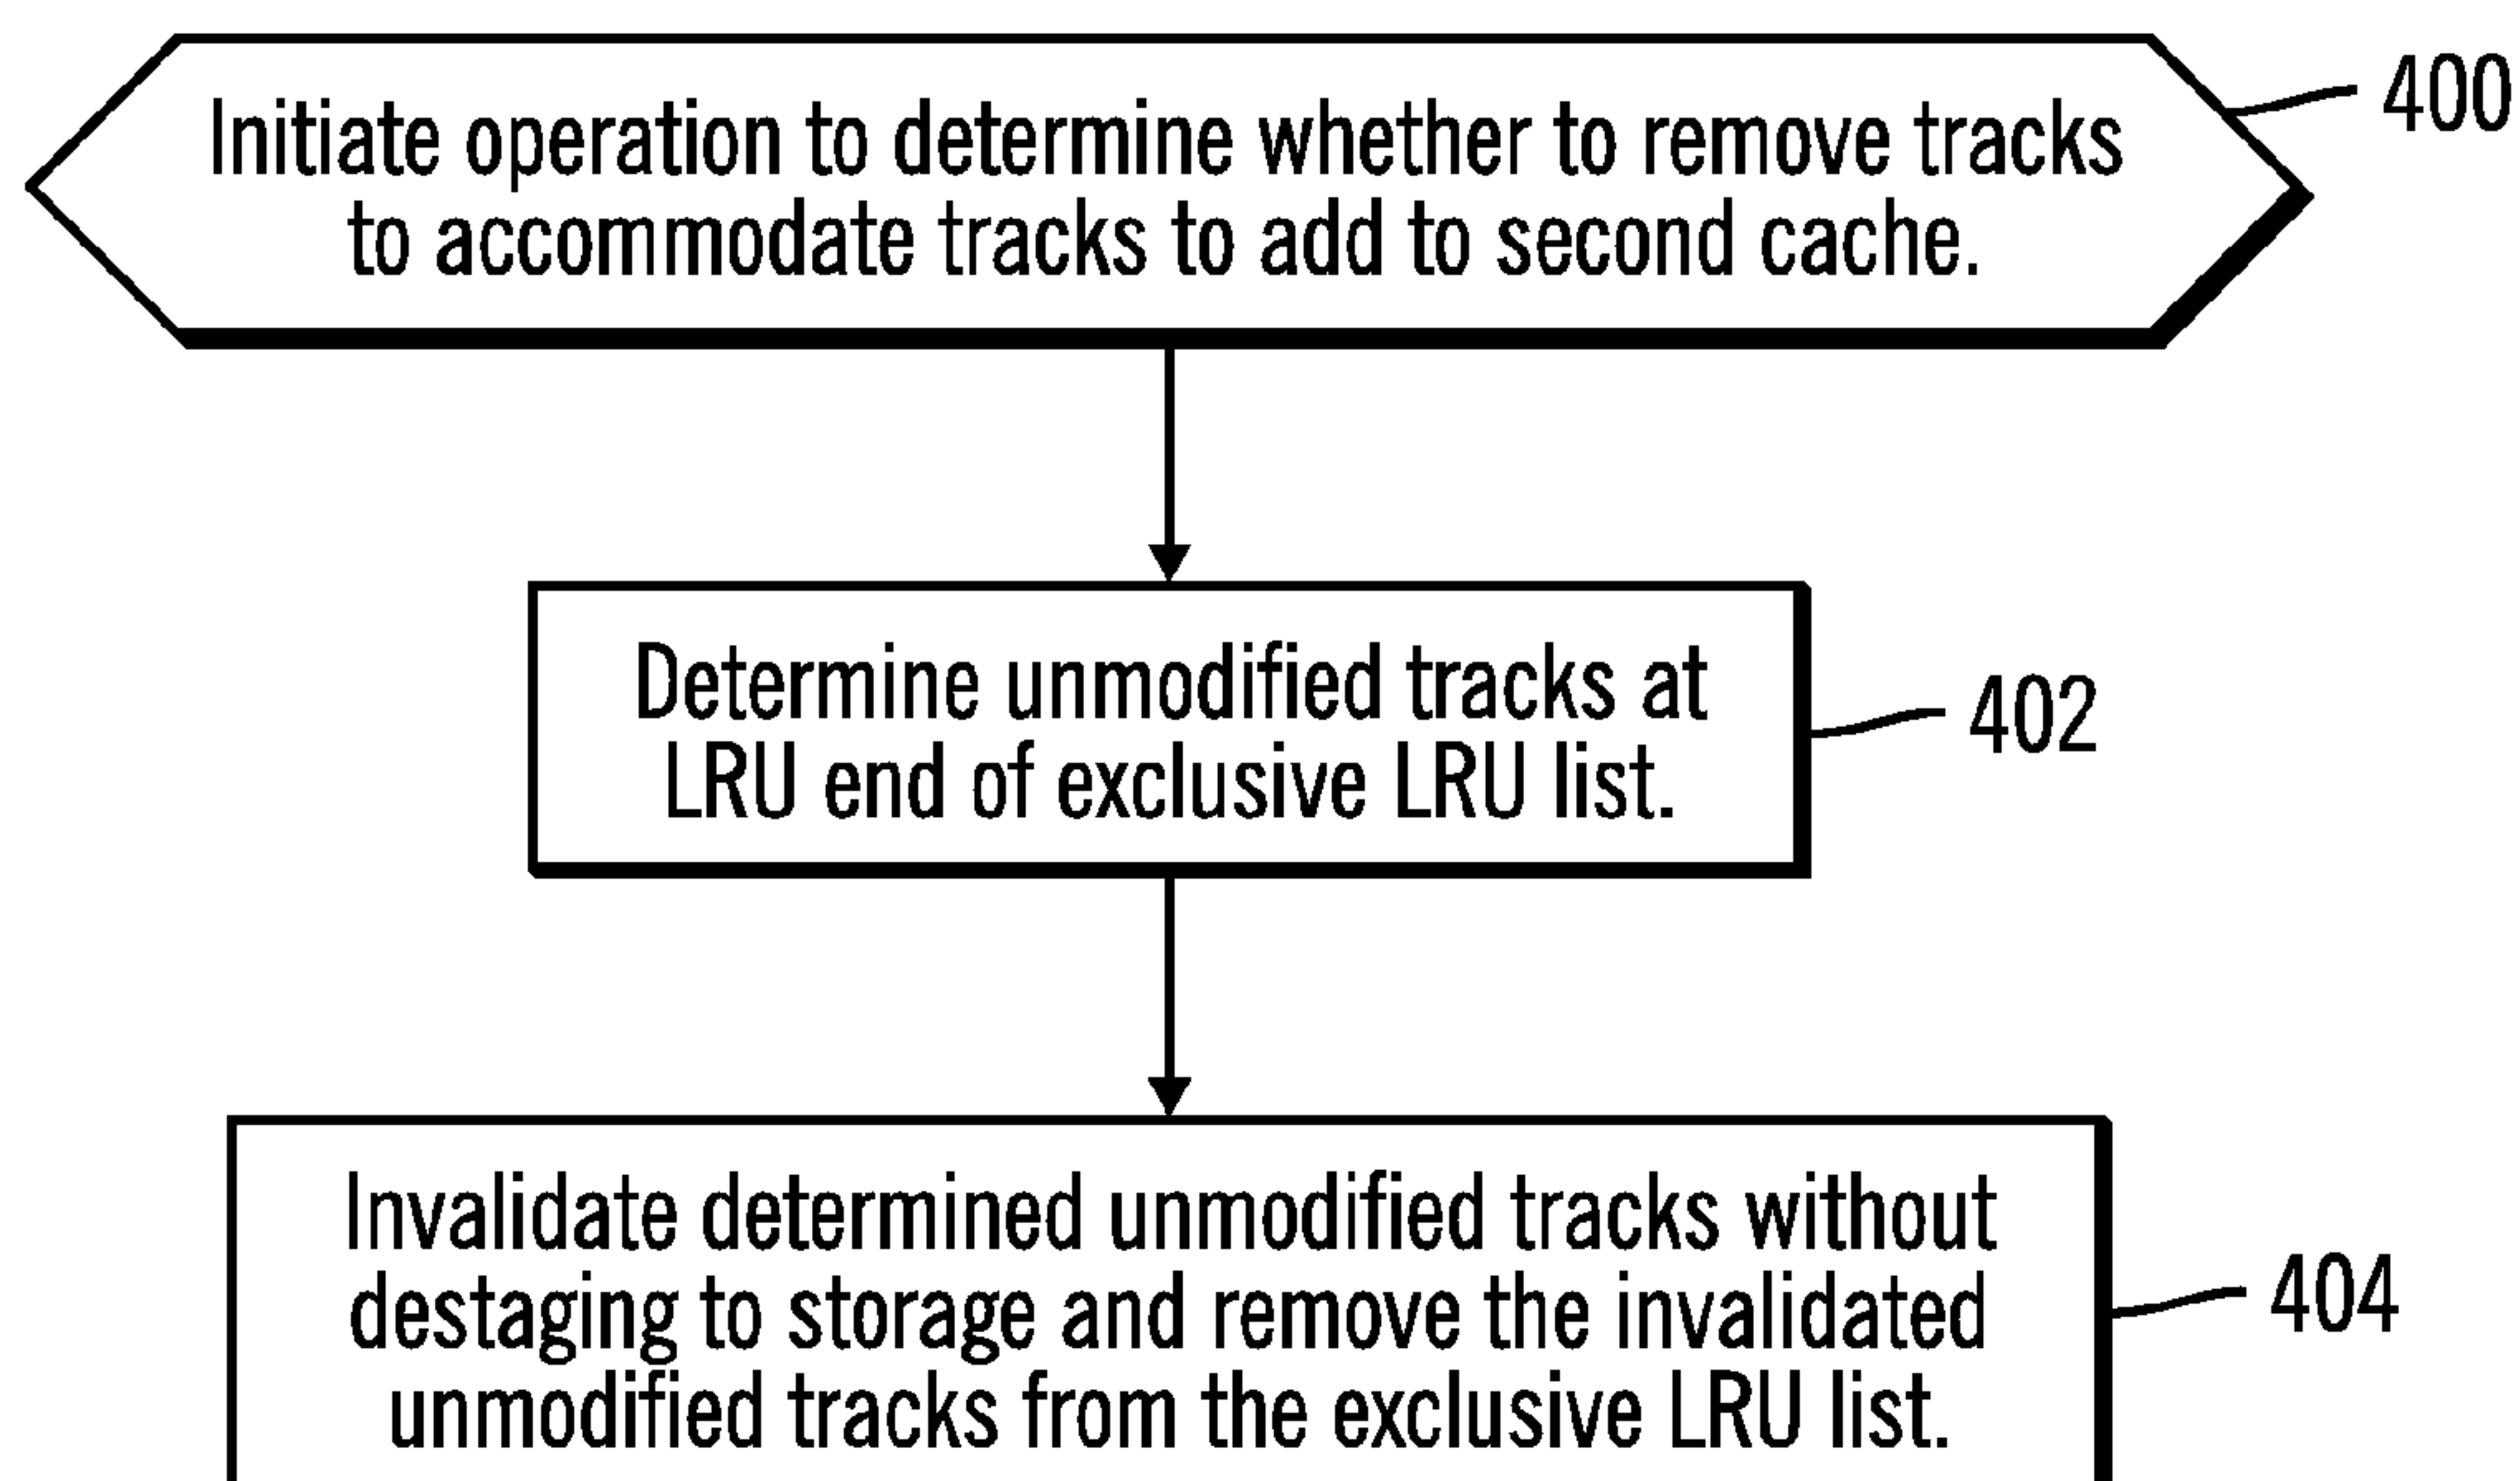 Initiate operation to determine whether to remove tracks
to accommodate tracks to add to second cache.
400
Determine unmodified tracks at
LRU end of exclusive LRU list.
402
Invalidate determined unmodified tracks without
destaging to storage and remove the invalidated
unmodified tracks from the exclusive LRU list.
404